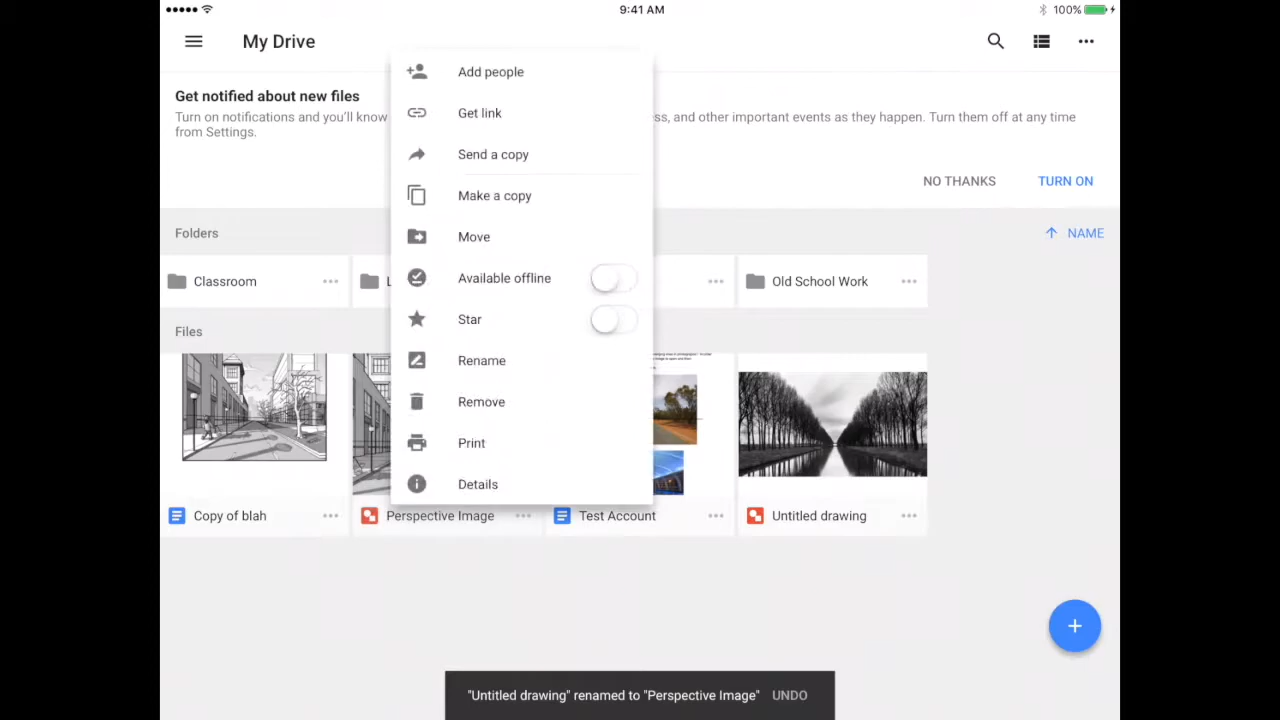 9:41 AM
100%
My Drive
Get notified about new files
Turn on notifications and you'll know
ss, and other important events as they happen. Turn them off at any time
from Settings.
NO THANKS
TURN ON
Add people
Get link
Send a copy
Make a copy
Move
Available offline
Star
Rename
Remove
Print
Details
Folders
NAME
Classroom
L
Old School Work
Files
Copy of blah
Perspective Image
Test Account
Untitled drawing
+
"Untitled drawing" renamed to "Perspective Image" UNDO